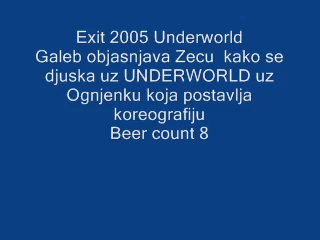 Exit 2005 Underworld
Galeb objasnjava Zecu  kako se
djuska uz UNDERWORLD uz
Ognjenku koja postavlja
koreografiju
Beer count 8